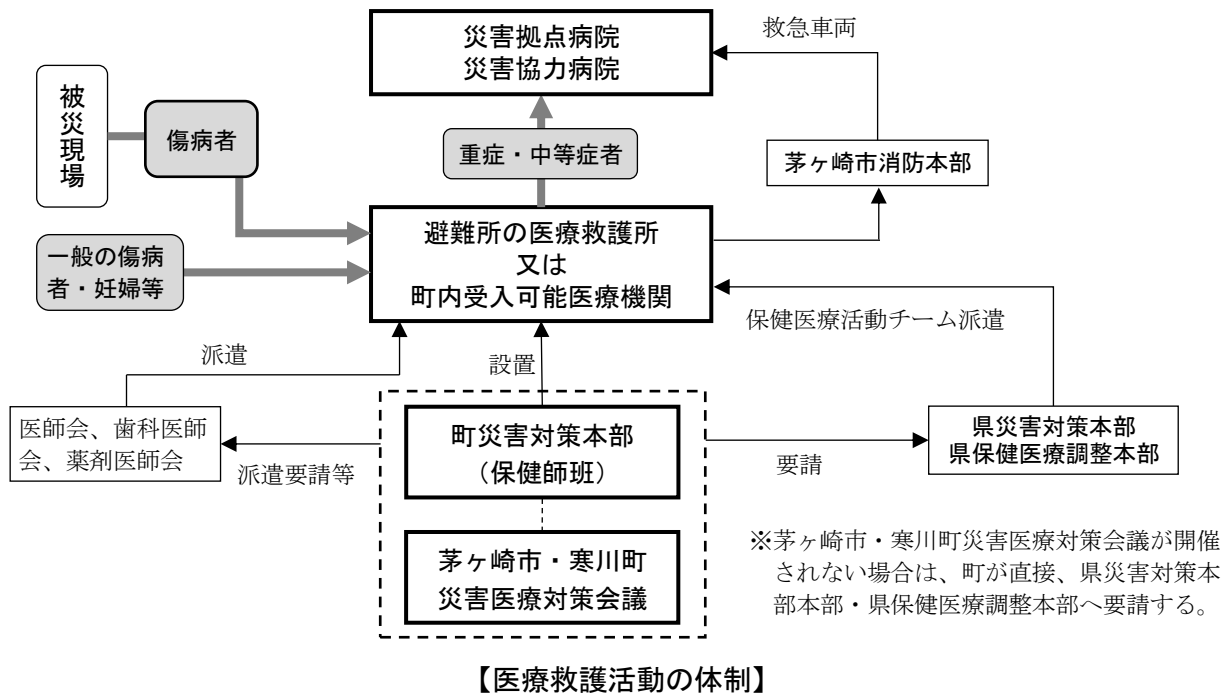 災害拠点病院
災害協力病院
救急車両
被災現場
傷病者
重症・中等症者
茅ヶ崎市消防本部
一般の傷病
者・妊婦等
避難所の医療救護所
又は
町内受入可能医療機関
保健医療活動チーム派遣
派遣
設置
医師会、歯科医師
会、薬剤医師会
派遣要請等
町災害対策本部
（保健師班）
要請
県災害対策本部
県保健医療調整本部
茅ヶ崎市・寒川町
災害医療対策会議
※茅ヶ崎市・寒川町災害医療対策会議が開催
されない場合は、町が直接、県災害対策本
部本部・県保健医療調整本部へ要請する。
【医療救護活動の体制】